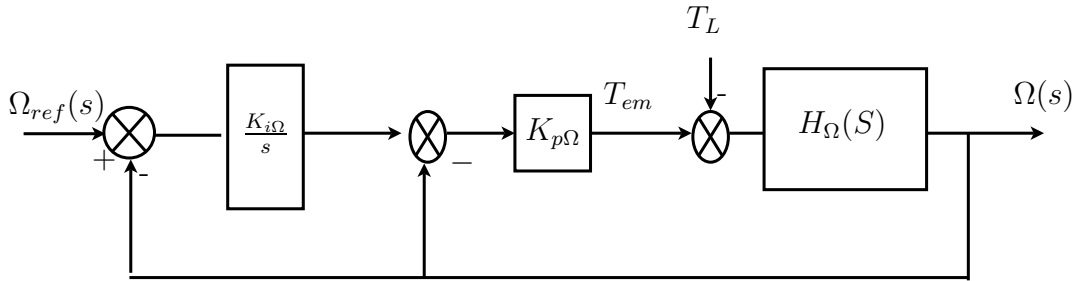 T_L
Ω_ref(s)
K_iΩ/s
K_pΩ
T_em
H_Ω(S)
Ω(s)
+
-
−
-